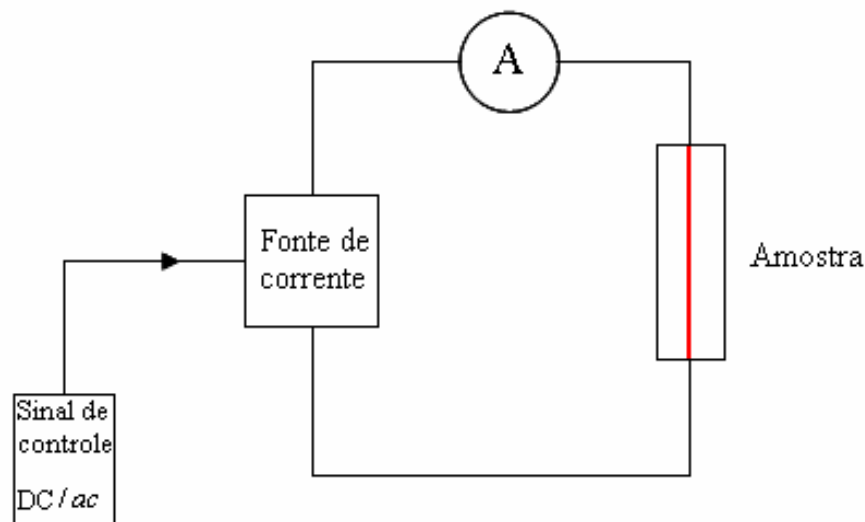 A
Fonte de
corrente
Amostra
Sinal de
controle
DC / ac